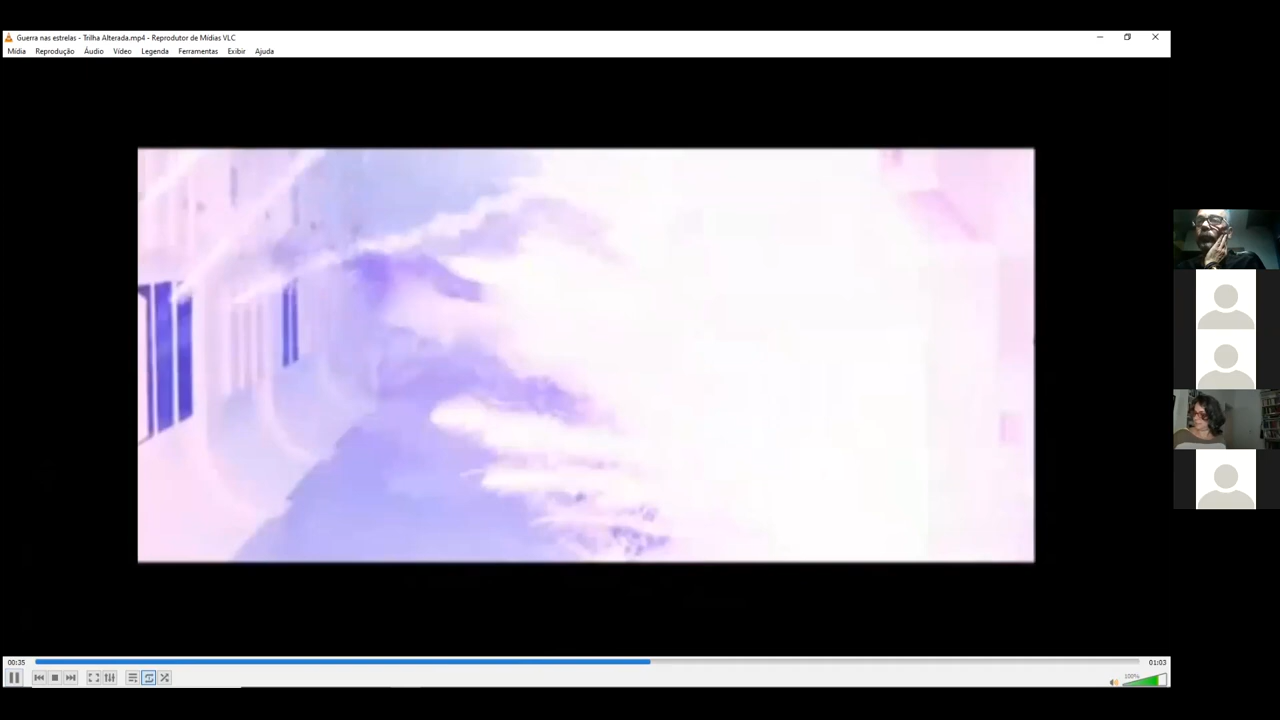 Guerra nas estrelas - Trilha Alterada.mp4 - Reprodutor de Mídias VLC
Mídia Reprodução Áudio Vídeo Legenda Ferramentas Exibir Ajuda
00:35 01:03
100%